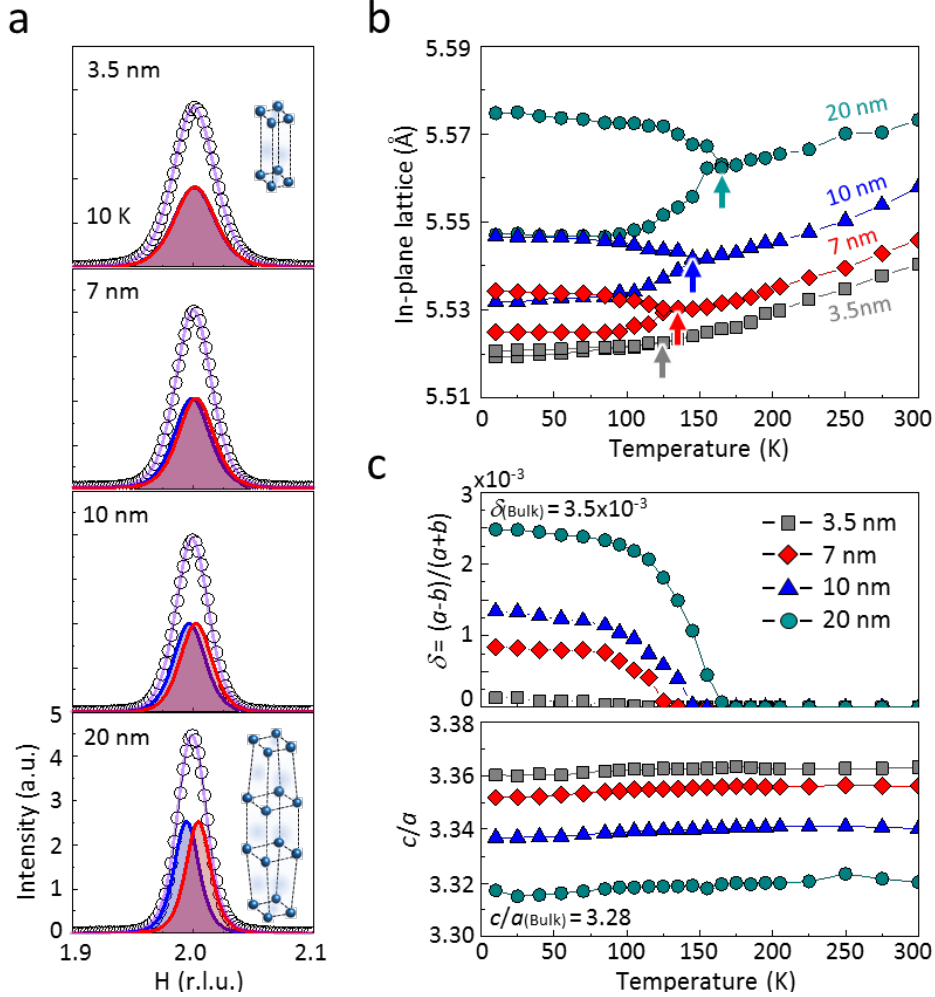 a
3.5 nm
10 K
7 nm
10 nm
20 nm
5
4
3
2
1
0
Intensity (a.u.)
1.9 2.0 2.1
H (r.l.u.)
b
5.59
5.57
5.55
5.53
5.51
In-plane lattice (Å)
20 nm
10 nm
7 nm
3.5nm
0 50 100 150 200 250 300
Temperature (K)
c
x10⁻³
3
2
1
0
δ = (a-b)/(a+b)
δ(Bulk) = 3.5x10⁻³
3.5 nm
7 nm
10 nm
20 nm
3.38
3.36
3.34
3.32
3.30
c/a
c/a(Bulk) = 3.28
0 50 100 150 200 250 300
Temperature (K)